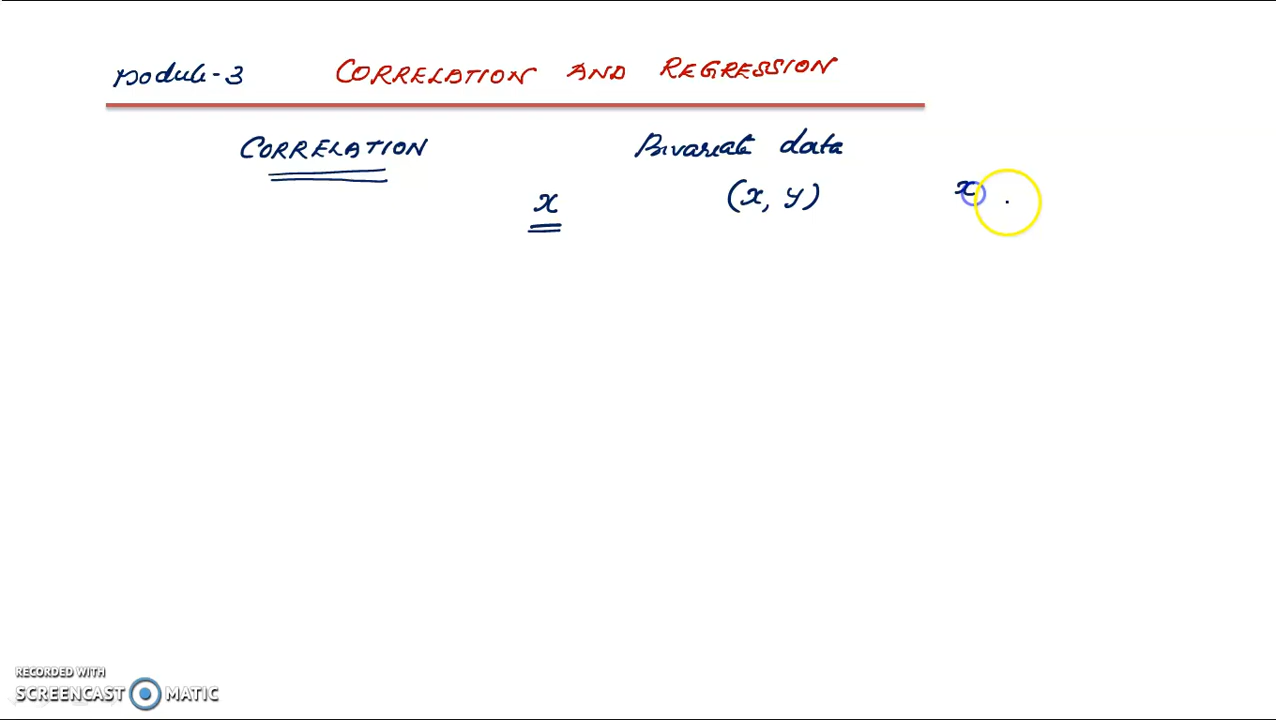 Module-3 CORRELATION AND REGRESSION
CORRELATION Bivariate data
x (x, y) x
RECORDED WITH
SCREENCAST MATIC